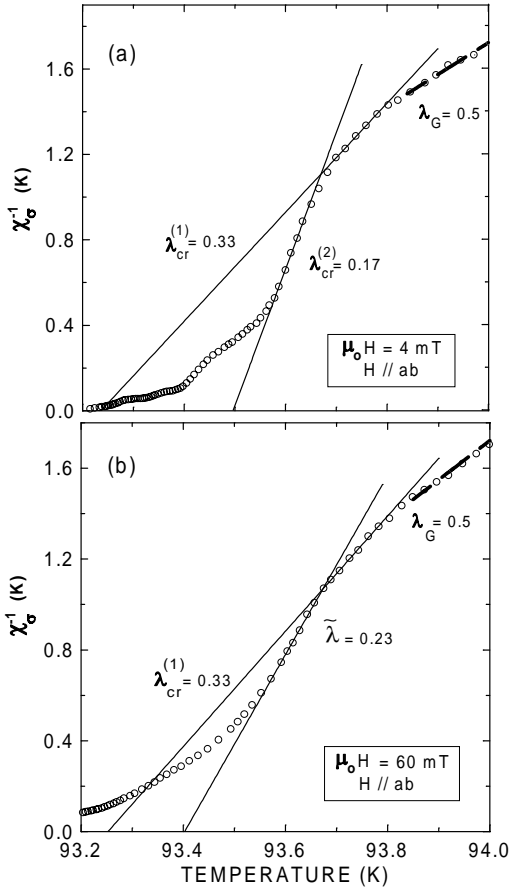 (a)
1.6
1.2
0.8
0.4
0.0
χσ⁻¹ (K)
λG = 0.5
λcr(1) = 0.33
λcr(2) = 0.17
μoH = 4 mT
H // ab
(b)
1.6
1.2
0.8
0.4
0.0
χσ⁻¹ (K)
λG = 0.5
λ̃ = 0.23
λcr(1) = 0.33
μoH = 60 mT
H // ab
93.2 93.4 93.6 93.8 94.0
TEMPERATURE (K)